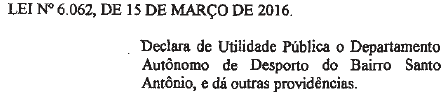 LEI Nº 6.062, DE 15 DE MARÇO DE 2016.
Declara de Utilidade Pública o Departamento
Autônomo de Desporto do Bairro Santo
Antônio, e dá outras providências.